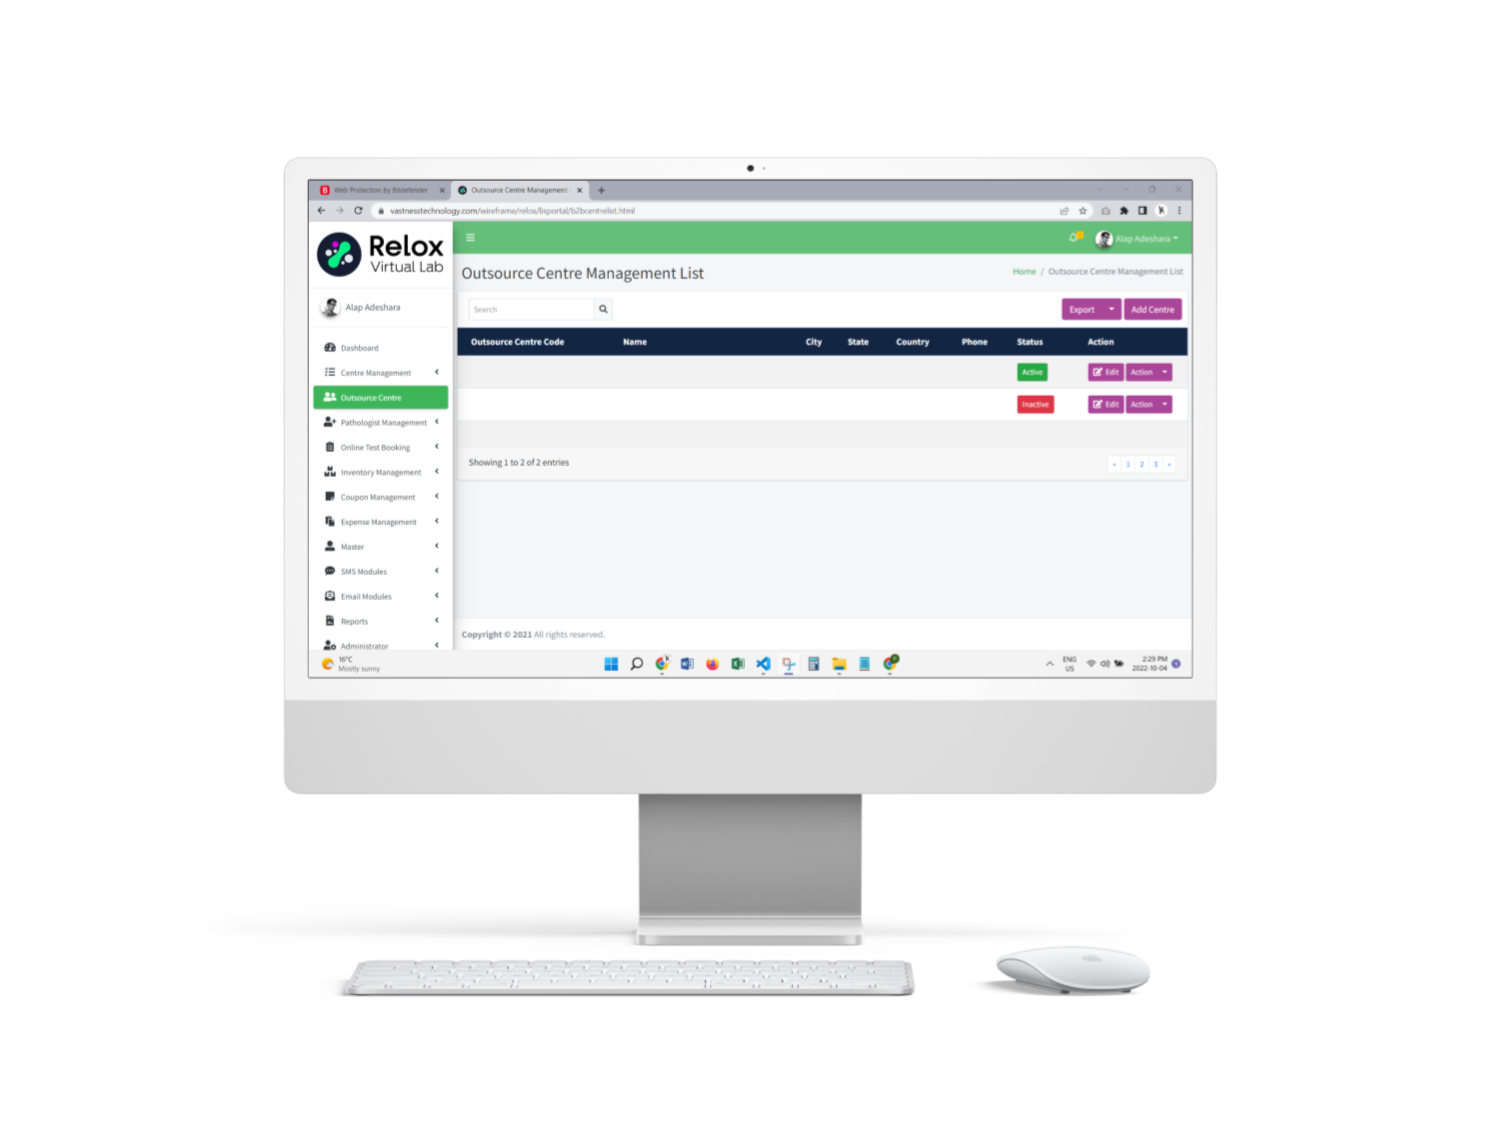 Web Protection by Bitdefender
Outsource Centre Management
vastnesstechnology.com/wireframe/relox/lisportal/b2bcentrelist.html
Relox
Virtual Lab
Alap Adeshara
Outsource Centre Management List
Home / Outsource Centre Management List
Alap Adeshara
Search
Export
Add Centre
Outsource Centre Code Name City State Country Phone Status Action
Active Edit Action
Inactive Edit Action
Showing 1 to 2 of 2 entries
« 1 2 3 »
Dashboard
Centre Management
Outsource Centre
Pathologist Management
Online Test Booking
Inventory Management
Coupon Management
Expense Management
Master
SMS Modules
Email Modules
Reports
Administrator
Copyright © 2021 All rights reserved.
16°C
Mostly sunny
ENG
US
2:29 PM
2022-10-04